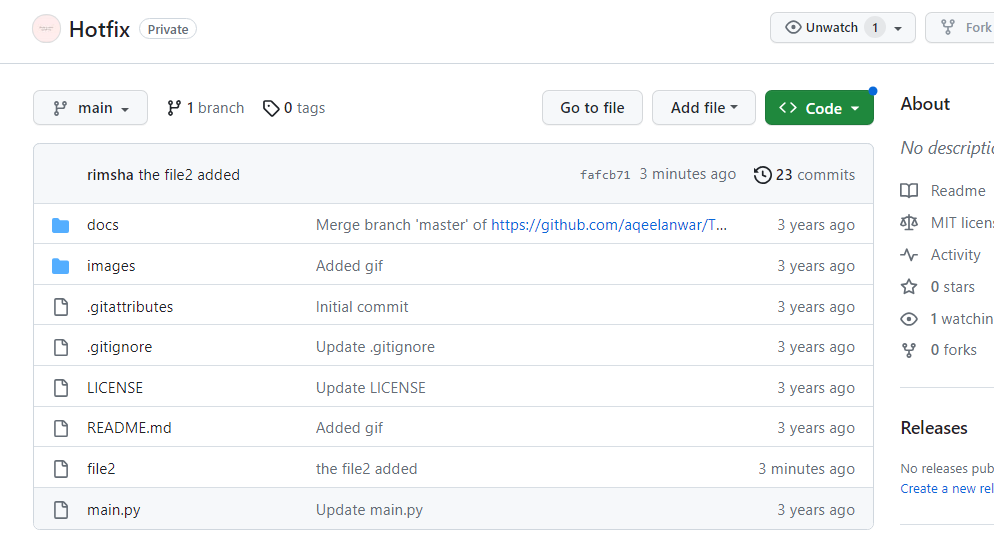 Hotfix Private Unwatch 1 Fork
main 1 branch 0 tags Go to file Add file Code
rimsha the file2 added fafcb71 3 minutes ago 23 commits
docs Merge branch 'master' of https://github.com/aqeelanwar/T... 3 years ago
images Added gif 3 years ago
.gitattributes Initial commit 3 years ago
.gitignore Update .gitignore 3 years ago
LICENSE Update LICENSE 3 years ago
README.md Added gif 3 years ago
file2 the file2 added 3 minutes ago
main.py Update main.py 3 years ago
About
No descriptio
Readme
MIT licens
Activity
0 stars
1 watchin
0 forks
Releases
No releases pub
Create a new rel